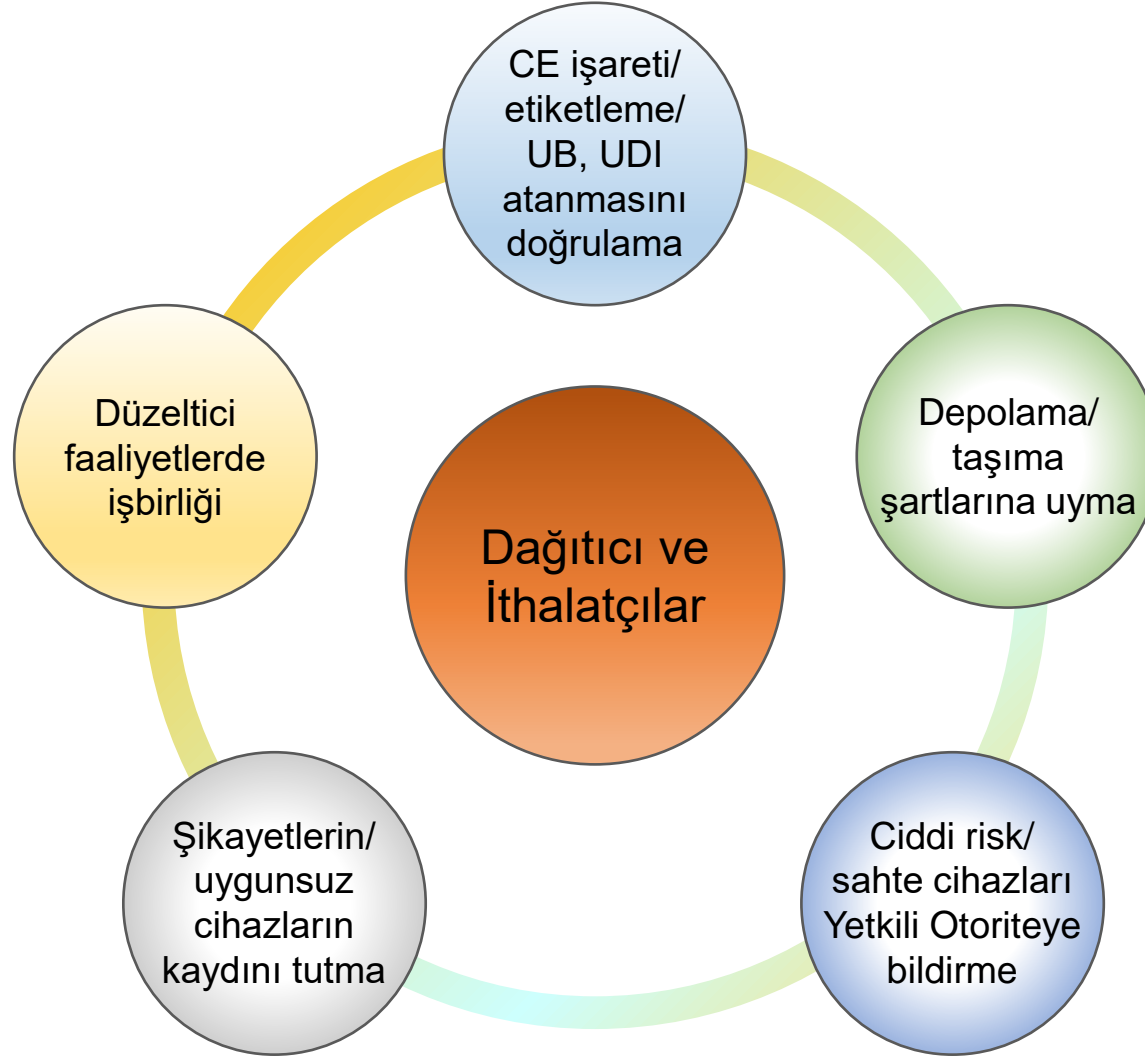 CE işareti/
etiketleme/
UB, UDI
atanmasını
doğrulama
Depolama/
taşıma
şartlarına uyma
Ciddi risk/
sahte cihazları
Yetkili Otoriteye
bildirme
Şikayetlerin/
uygunsuz
cihazların
kaydını tutma
Düzeltici
faaliyetlerde
işbirliği
Dağıtıcı ve
İthalatçılar